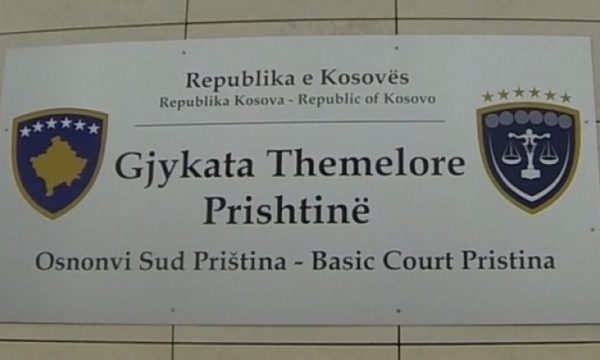 Republika e Kosovës
Republika Kosova - Republic of Kosovo
Gjykata Themelore
Prishtinë
Osnonvi Sud Priština - Basic Court Pristina